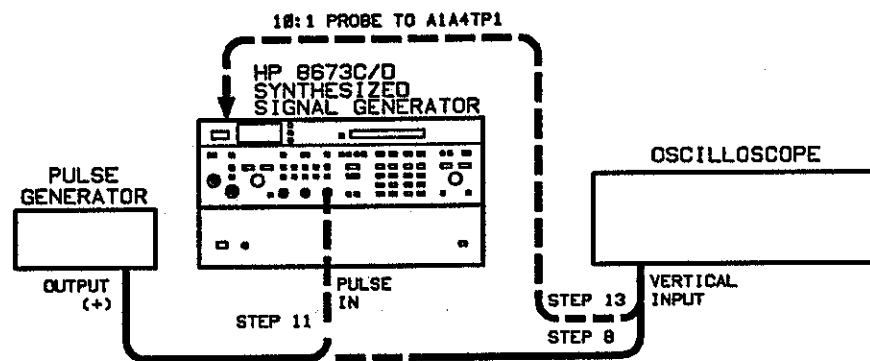 10:1 PROBE TO A1A4TP1
HP 8673C/D
SYNTHESIZED
SIGNAL GENERATOR
OSCILLOSCOPE
PULSE
GENERATOR
OUTPUT
(+)
PULSE
IN
VERTICAL
INPUT
STEP 13
STEP 11
STEP 8